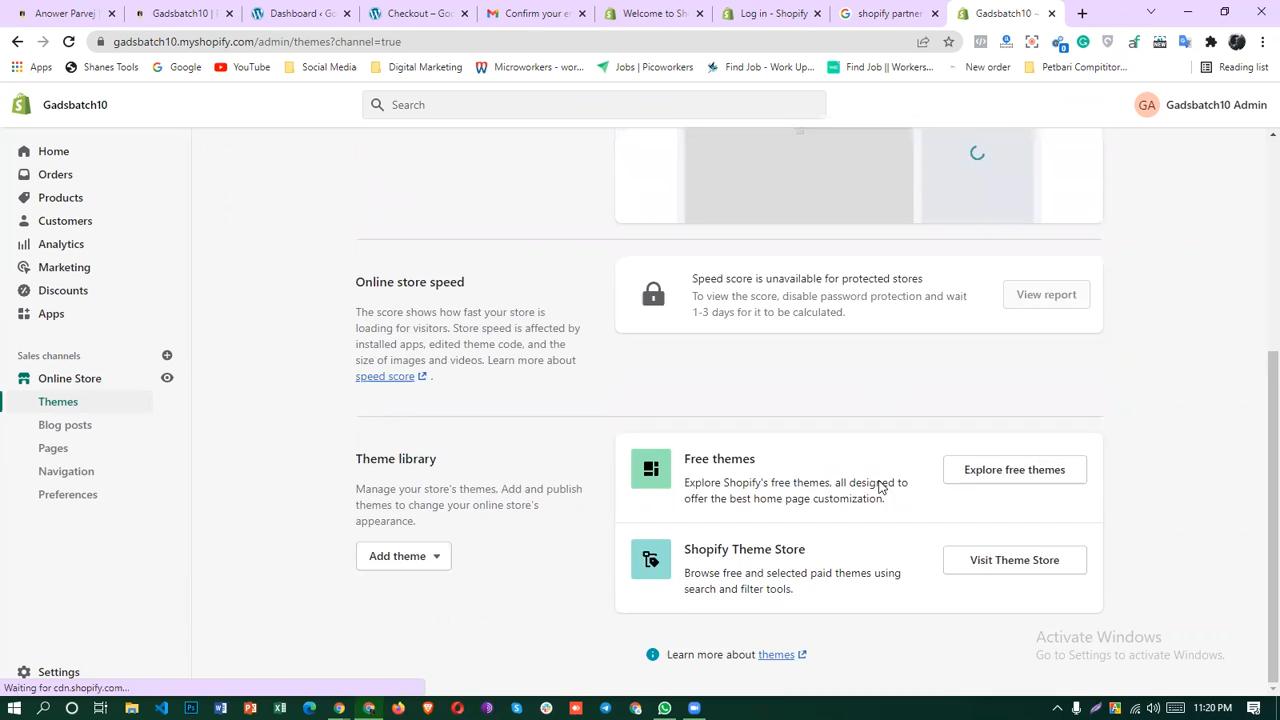 Anower Parvej |
Gadsbatch10 | F
Dashboard ‹ Go
Checkout – Goo
Confirm your e
Welcome to Sh
Log in - Shopify
shopify partner
Gadsbatch10 ~
gadsbatch10.myshopify.com/admin/themes?channel=true
Apps
Shanes Tools
Google
YouTube
Social Media
Digital Marketing
Microworkers - wor...
Jobs | Picoworkers
Find Job - Work Up...
Find Job || Workers...
New order
Petbari Compititor...
Reading list
Gadsbatch10
Search
GA
Gadsbatch10 Admin
Home
Orders
Products
Customers
Analytics
Marketing
Discounts
Apps
Sales channels
Online Store
Themes
Blog posts
Pages
Navigation
Preferences
Settings
Online store speed
The score shows how fast your store is
loading for visitors. Store speed is affected by
installed apps, edited theme code, and the
size of images and videos. Learn more about
speed score .
Speed score is unavailable for protected stores
To view the score, disable password protection and wait
1-3 days for it to be calculated.
View report
Theme library
Manage your store's themes. Add and publish
themes to change your online store's
appearance.
Add theme
Free themes
Explore Shopify's free themes, all designed to
offer the best home page customization.
Explore free themes
Shopify Theme Store
Browse free and selected paid themes using
search and filter tools.
Visit Theme Store
Learn more about themes
Activate Windows
Go to Settings to activate Windows.
Waiting for cdn.shopify.com...
11:20 PM